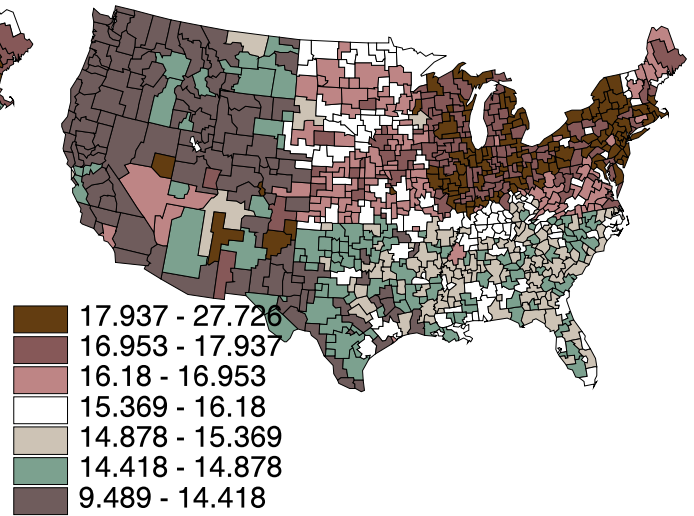 17.937 - 27.726
16.953 - 17.937
16.18 - 16.953
15.369 - 16.18
14.878 - 15.369
14.418 - 14.878
9.489 - 14.418